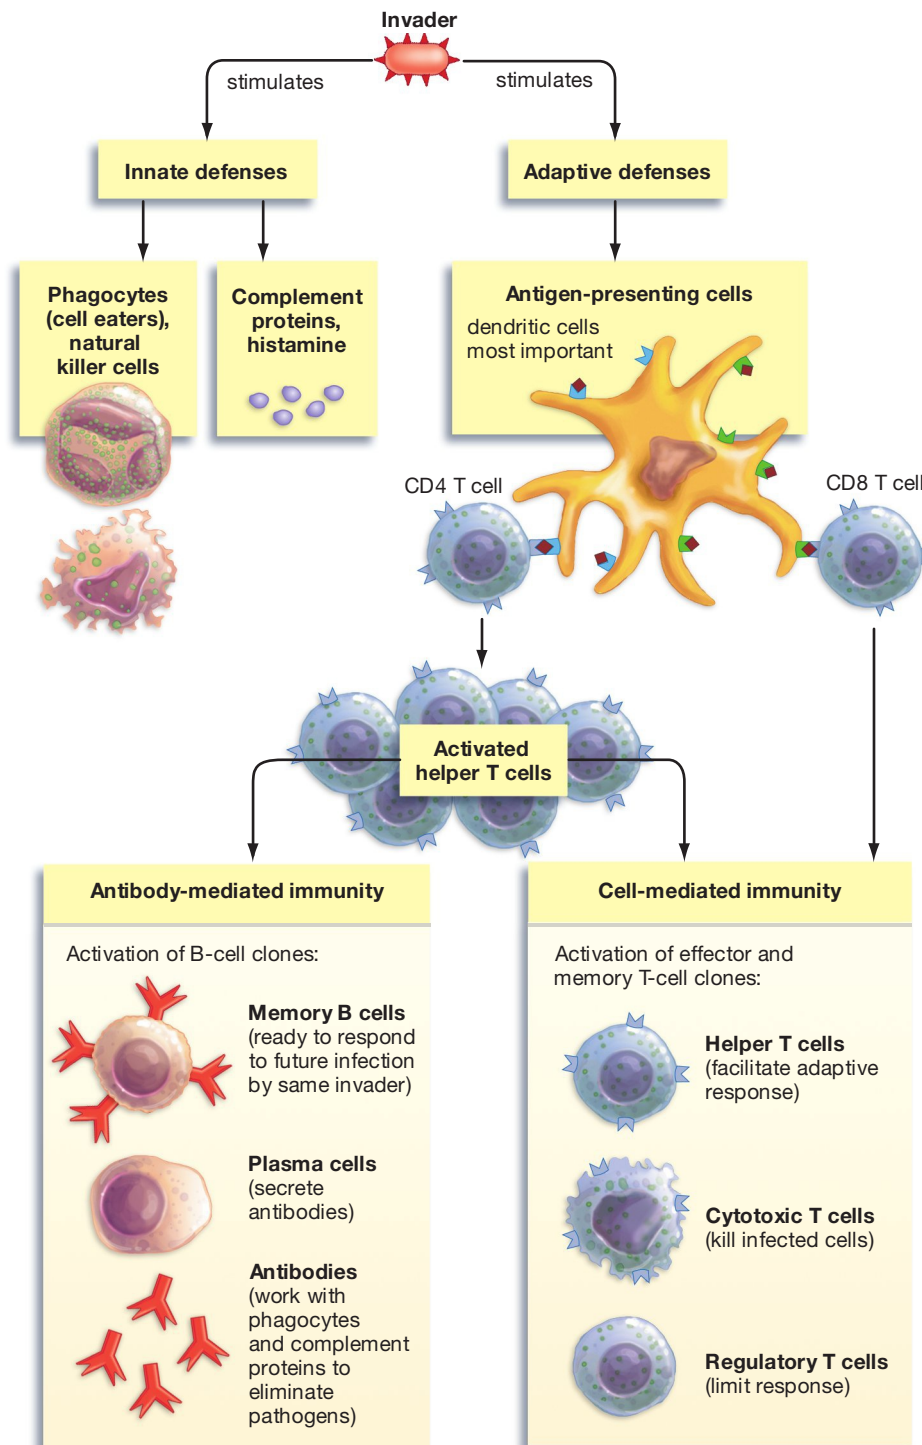 Invader
stimulates
stimulates
Innate defenses
Adaptive defenses
Phagocytes
(cell eaters),
natural
killer cells
Complement
proteins,
histamine
Antigen-presenting cells
dendritic cells
most important
CD4 T cell
CD8 T cell
Activated
helper T cells
Antibody-mediated immunity
Activation of B-cell clones:
Memory B cells
(ready to respond
to future infection
by same invader)
Plasma cells
(secrete
antibodies)
Antibodies
(work with
phagocytes
and complement
proteins to
eliminate
pathogens)
Cell-mediated immunity
Activation of effector and
memory T-cell clones:
Helper T cells
(facilitate adaptive
response)
Cytotoxic T cells
(kill infected cells)
Regulatory T cells
(limit response)